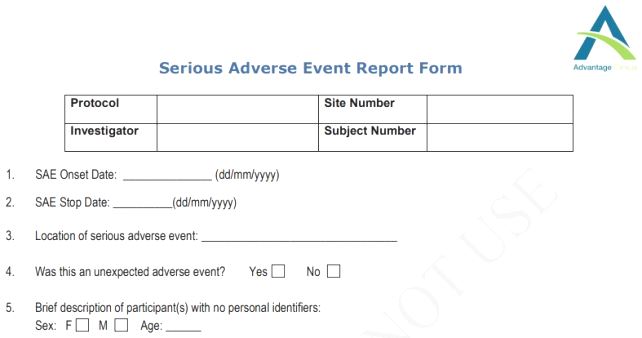 Advantage
Serious Adverse Event Report Form
Protocol Site Number
Investigator Subject Number
1. SAE Onset Date: _______________ (dd/mm/yyyy)
2. SAE Stop Date: __________(dd/mm/yyyy)
3. Location of serious adverse event: ______________________________
4. Was this an unexpected adverse event? Yes No
5. Brief description of participant(s) with no personal identifiers:
Sex: F M Age: ______
NOT USE